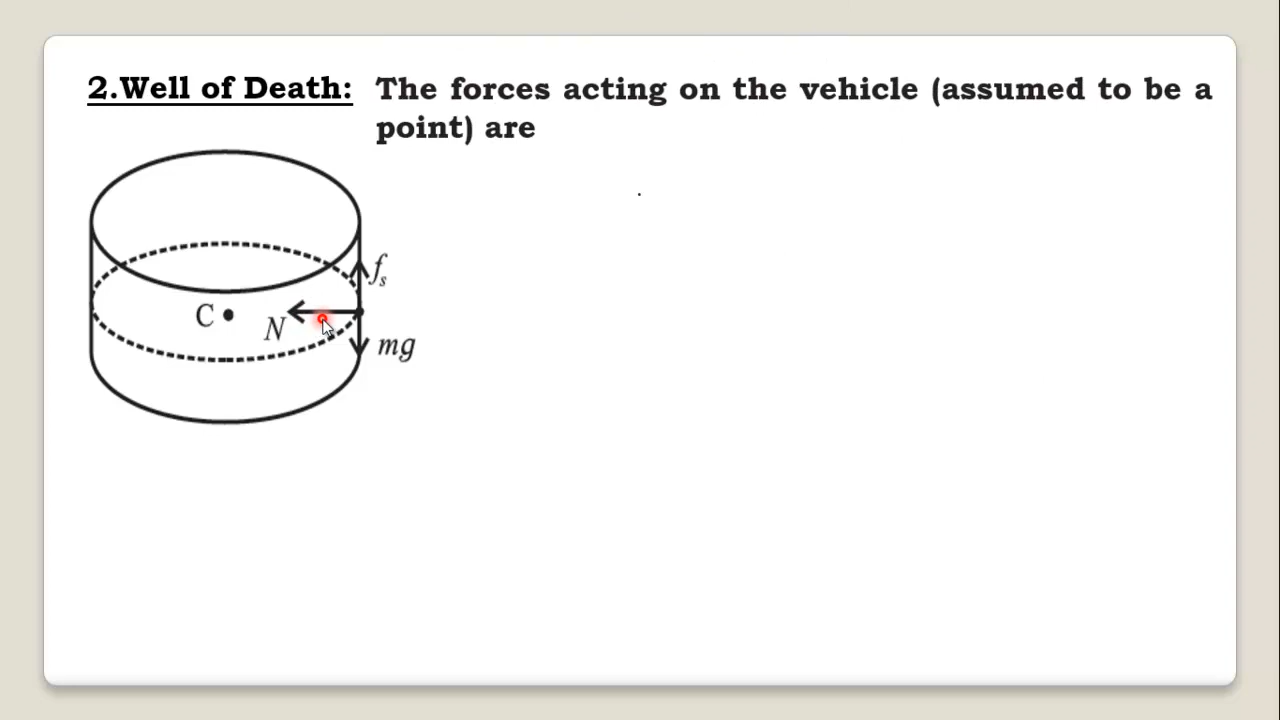 2.Well of Death: The forces acting on the vehicle (assumed to be a
point) are
fs
C
N
mg